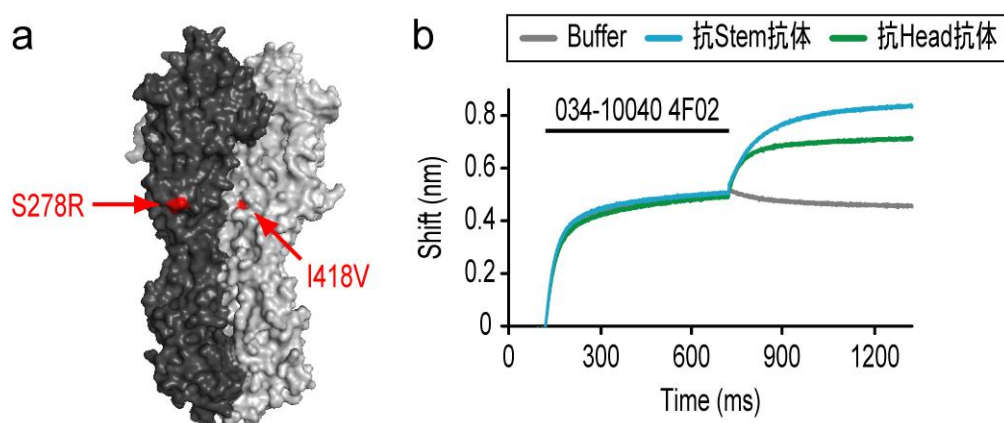 a
S278R
I418V
b
Buffer 抗Stem抗体 抗Head抗体
034-10040 4F02
Shift (nm)
0.8
0.6
0.4
0.2
0
0 300 600 900 1200
Time (ms)